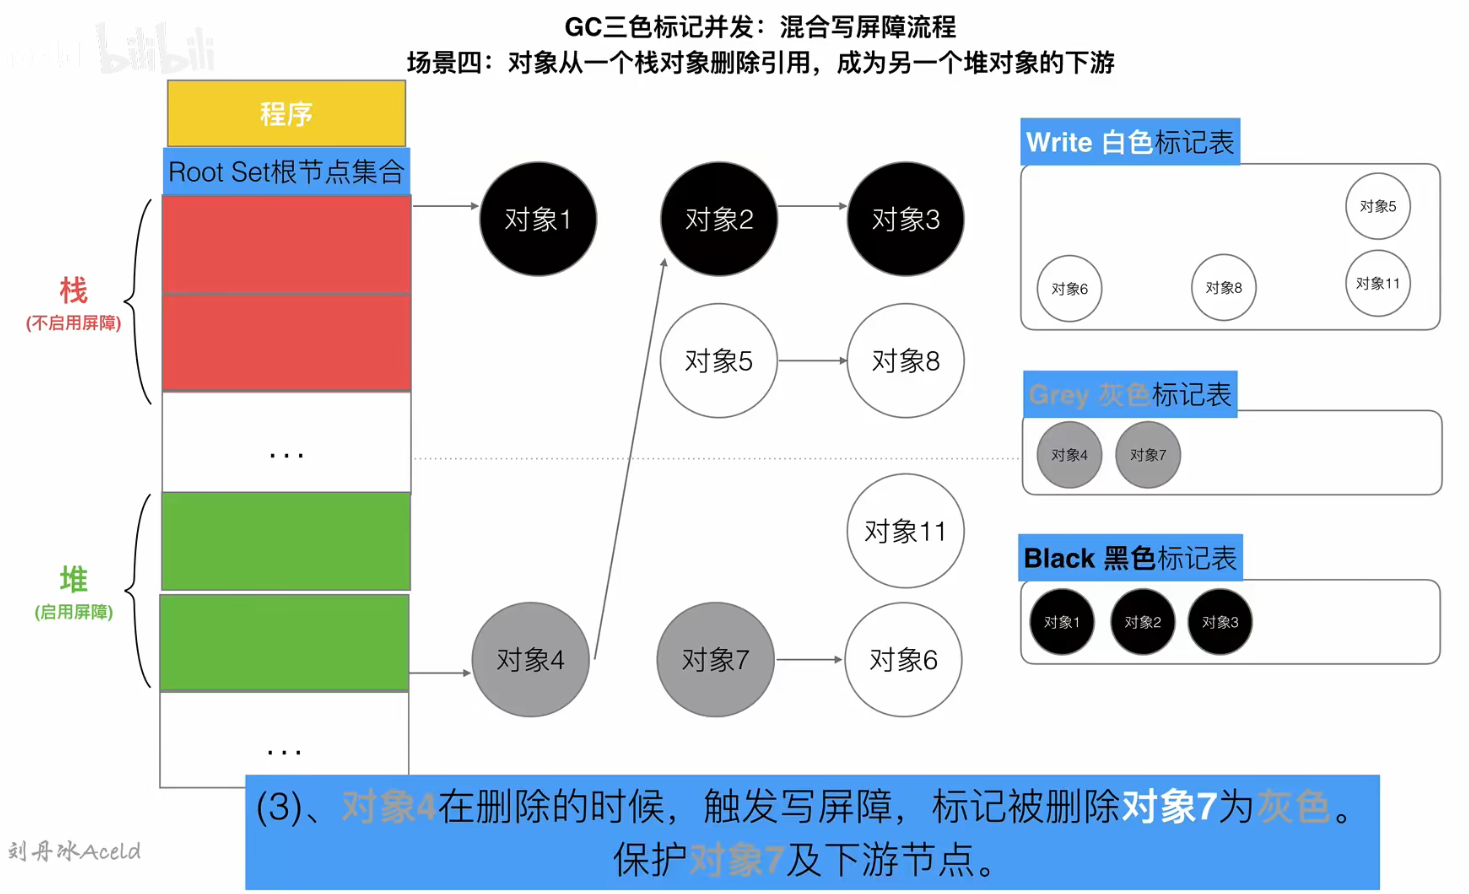 bilibili
GC三色标记并发：混合写屏障流程
场景四：对象从一个栈对象删除引用，成为另一个堆对象的下游
程序
Root Set根节点集合
栈
(不启用屏障)
...
堆
(启用屏障)
...
对象1
对象2
对象3
对象5
对象8
对象11
对象4
对象7
对象6
Write 白色标记表
对象5
对象6
对象8
对象11
Grey 灰色标记表
对象4
对象7
Black 黑色标记表
对象1
对象2
对象3
(3)、对象4在删除的时候，触发写屏障，标记被删除对象7为灰色。
保护对象7及下游节点。
刘丹冰Aceld